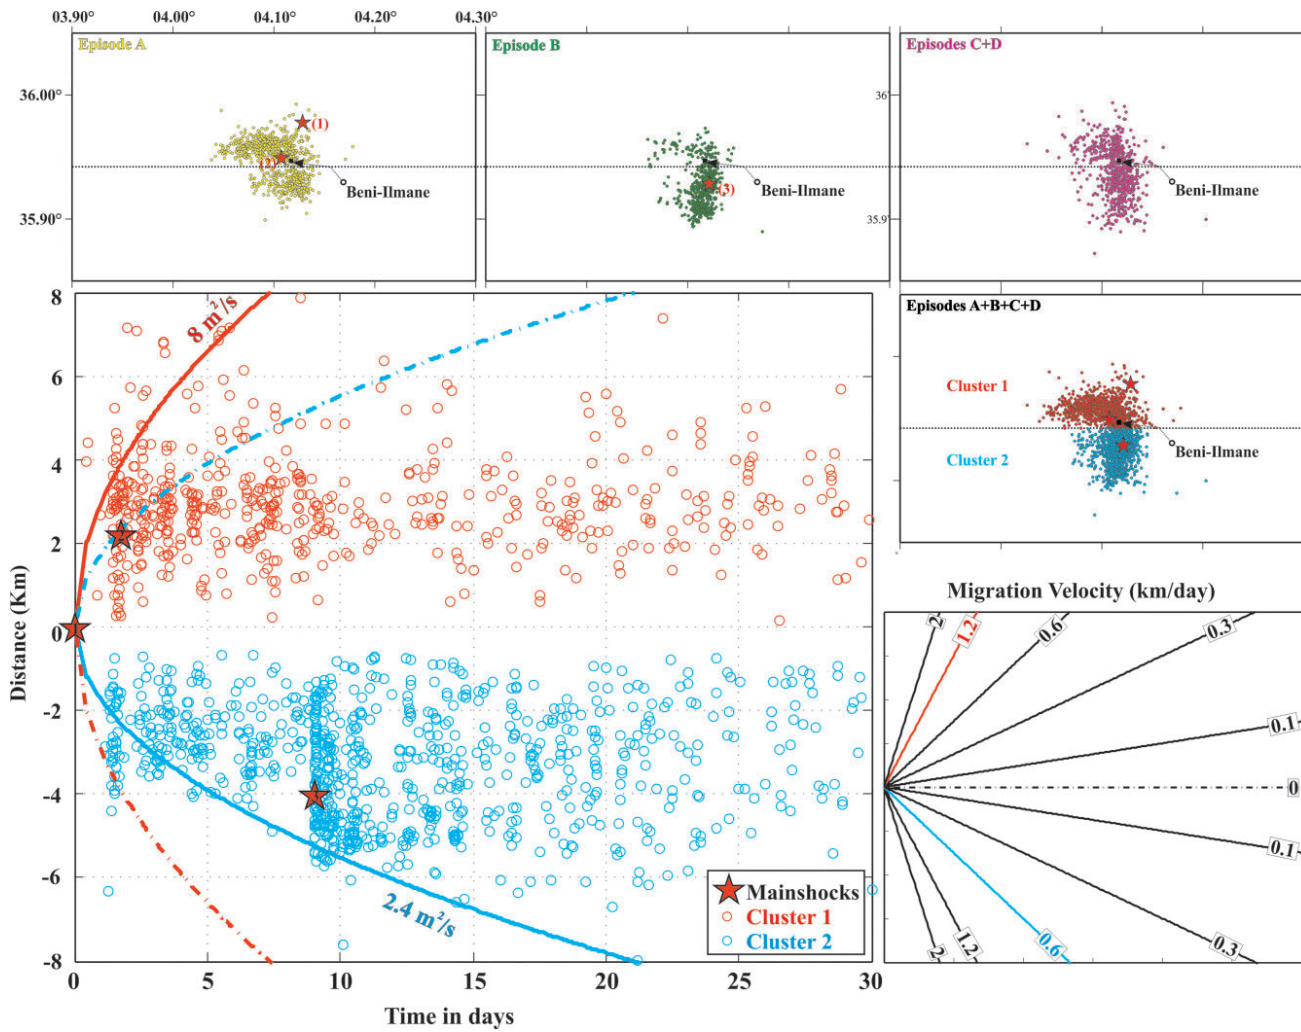 03.90° 04.00° 04.10° 04.20° 04.30°
Episode A
Episode B
Episodes C+D
36.00°
36.
(1)
(2)
(3)
Beni-Ilmane
Beni-Ilmane
Beni-Ilmane
35.90°
35.9
8 m²/s
Episodes A+B+C+D
Cluster 1
Cluster 2
Beni-Ilmane
8
6
4
2
0
-2
-4
-6
-8
Distance (Km)
2.4 m²/s
Mainshocks
Cluster 1
Cluster 2
0 5 10 15 20 25 30
Time in days
Migration Velocity (km/day)
2 1.2 0.6 0.3
0.1
0
0.1
2 1.2 0.6 0.3